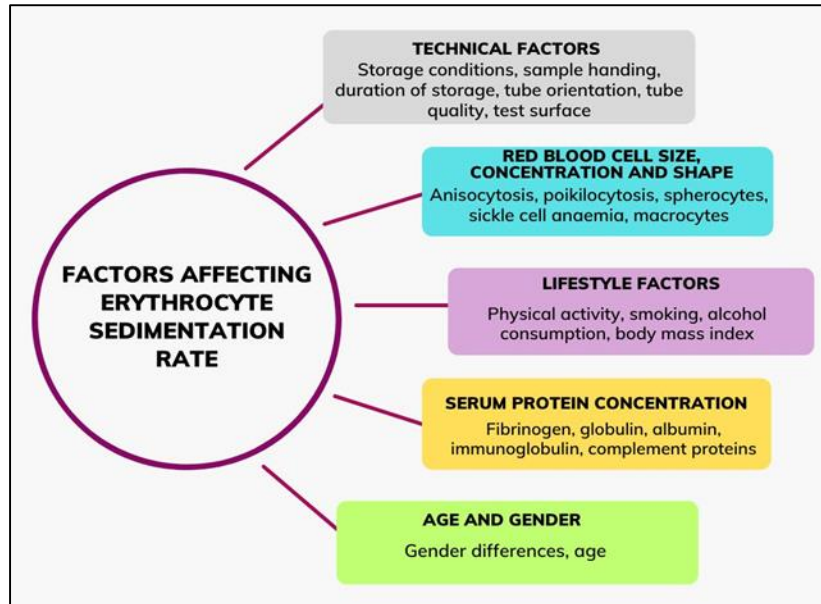 TECHNICAL FACTORS
Storage conditions, sample handing,
duration of storage, tube orientation, tube
quality, test surface
RED BLOOD CELL SIZE,
CONCENTRATION AND SHAPE
Anisocytosis, poikilocytosis, spherocytes,
sickle cell anaemia, macrocytes
FACTORS AFFECTING
ERYTHROCYTE
SEDIMENTATION
RATE
LIFESTYLE FACTORS
Physical activity, smoking, alcohol
consumption, body mass index
SERUM PROTEIN CONCENTRATION
Fibrinogen, globulin, albumin,
immunoglobulin, complement proteins
AGE AND GENDER
Gender differences, age